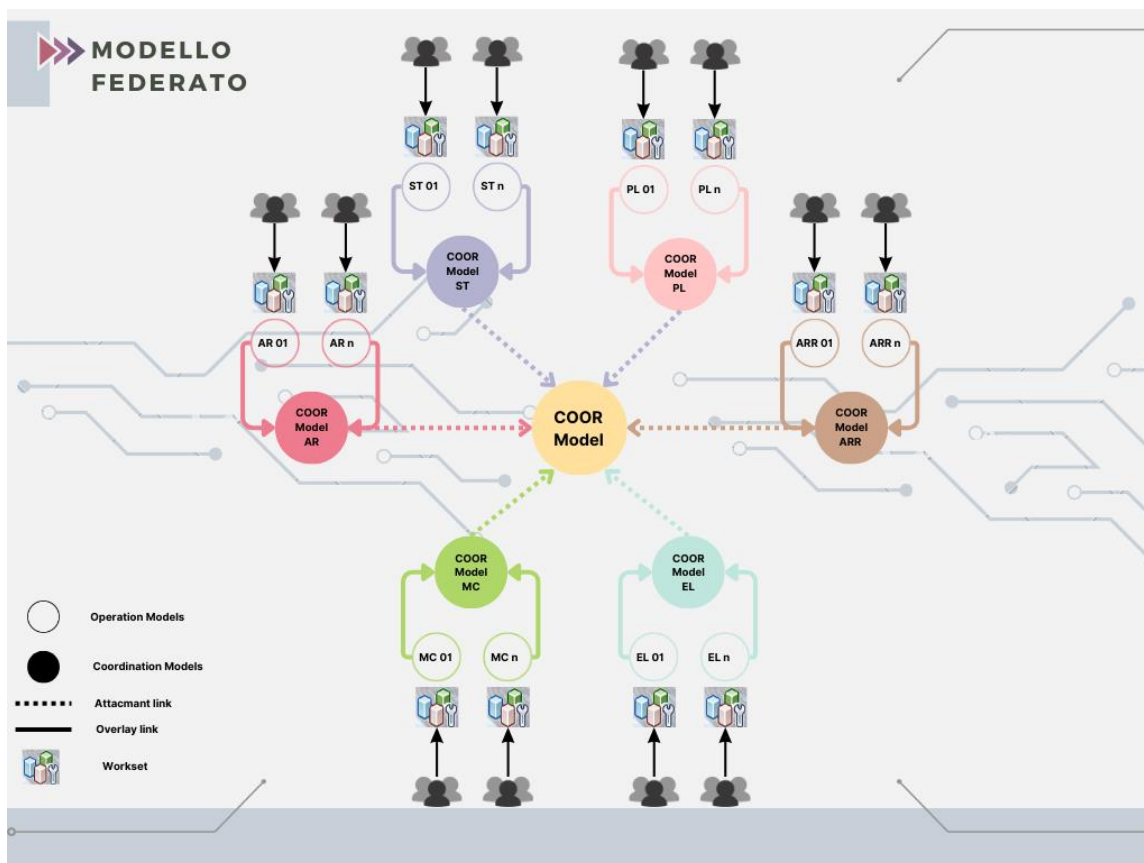 MODELLO
FEDERATO
ST 01
ST n
PL 01
PL n
COOR
Model
ST
COOR
Model
PL
AR 01
AR n
ARR 01
ARR n
COOR
Model
AR
COOR
Model
COOR
Model
ARR
COOR
Model
MC
COOR
Model
EL
MC 01
MC n
EL 01
EL n
Operation Models
Coordination Models
Attacmant link
Overlay link
Workset